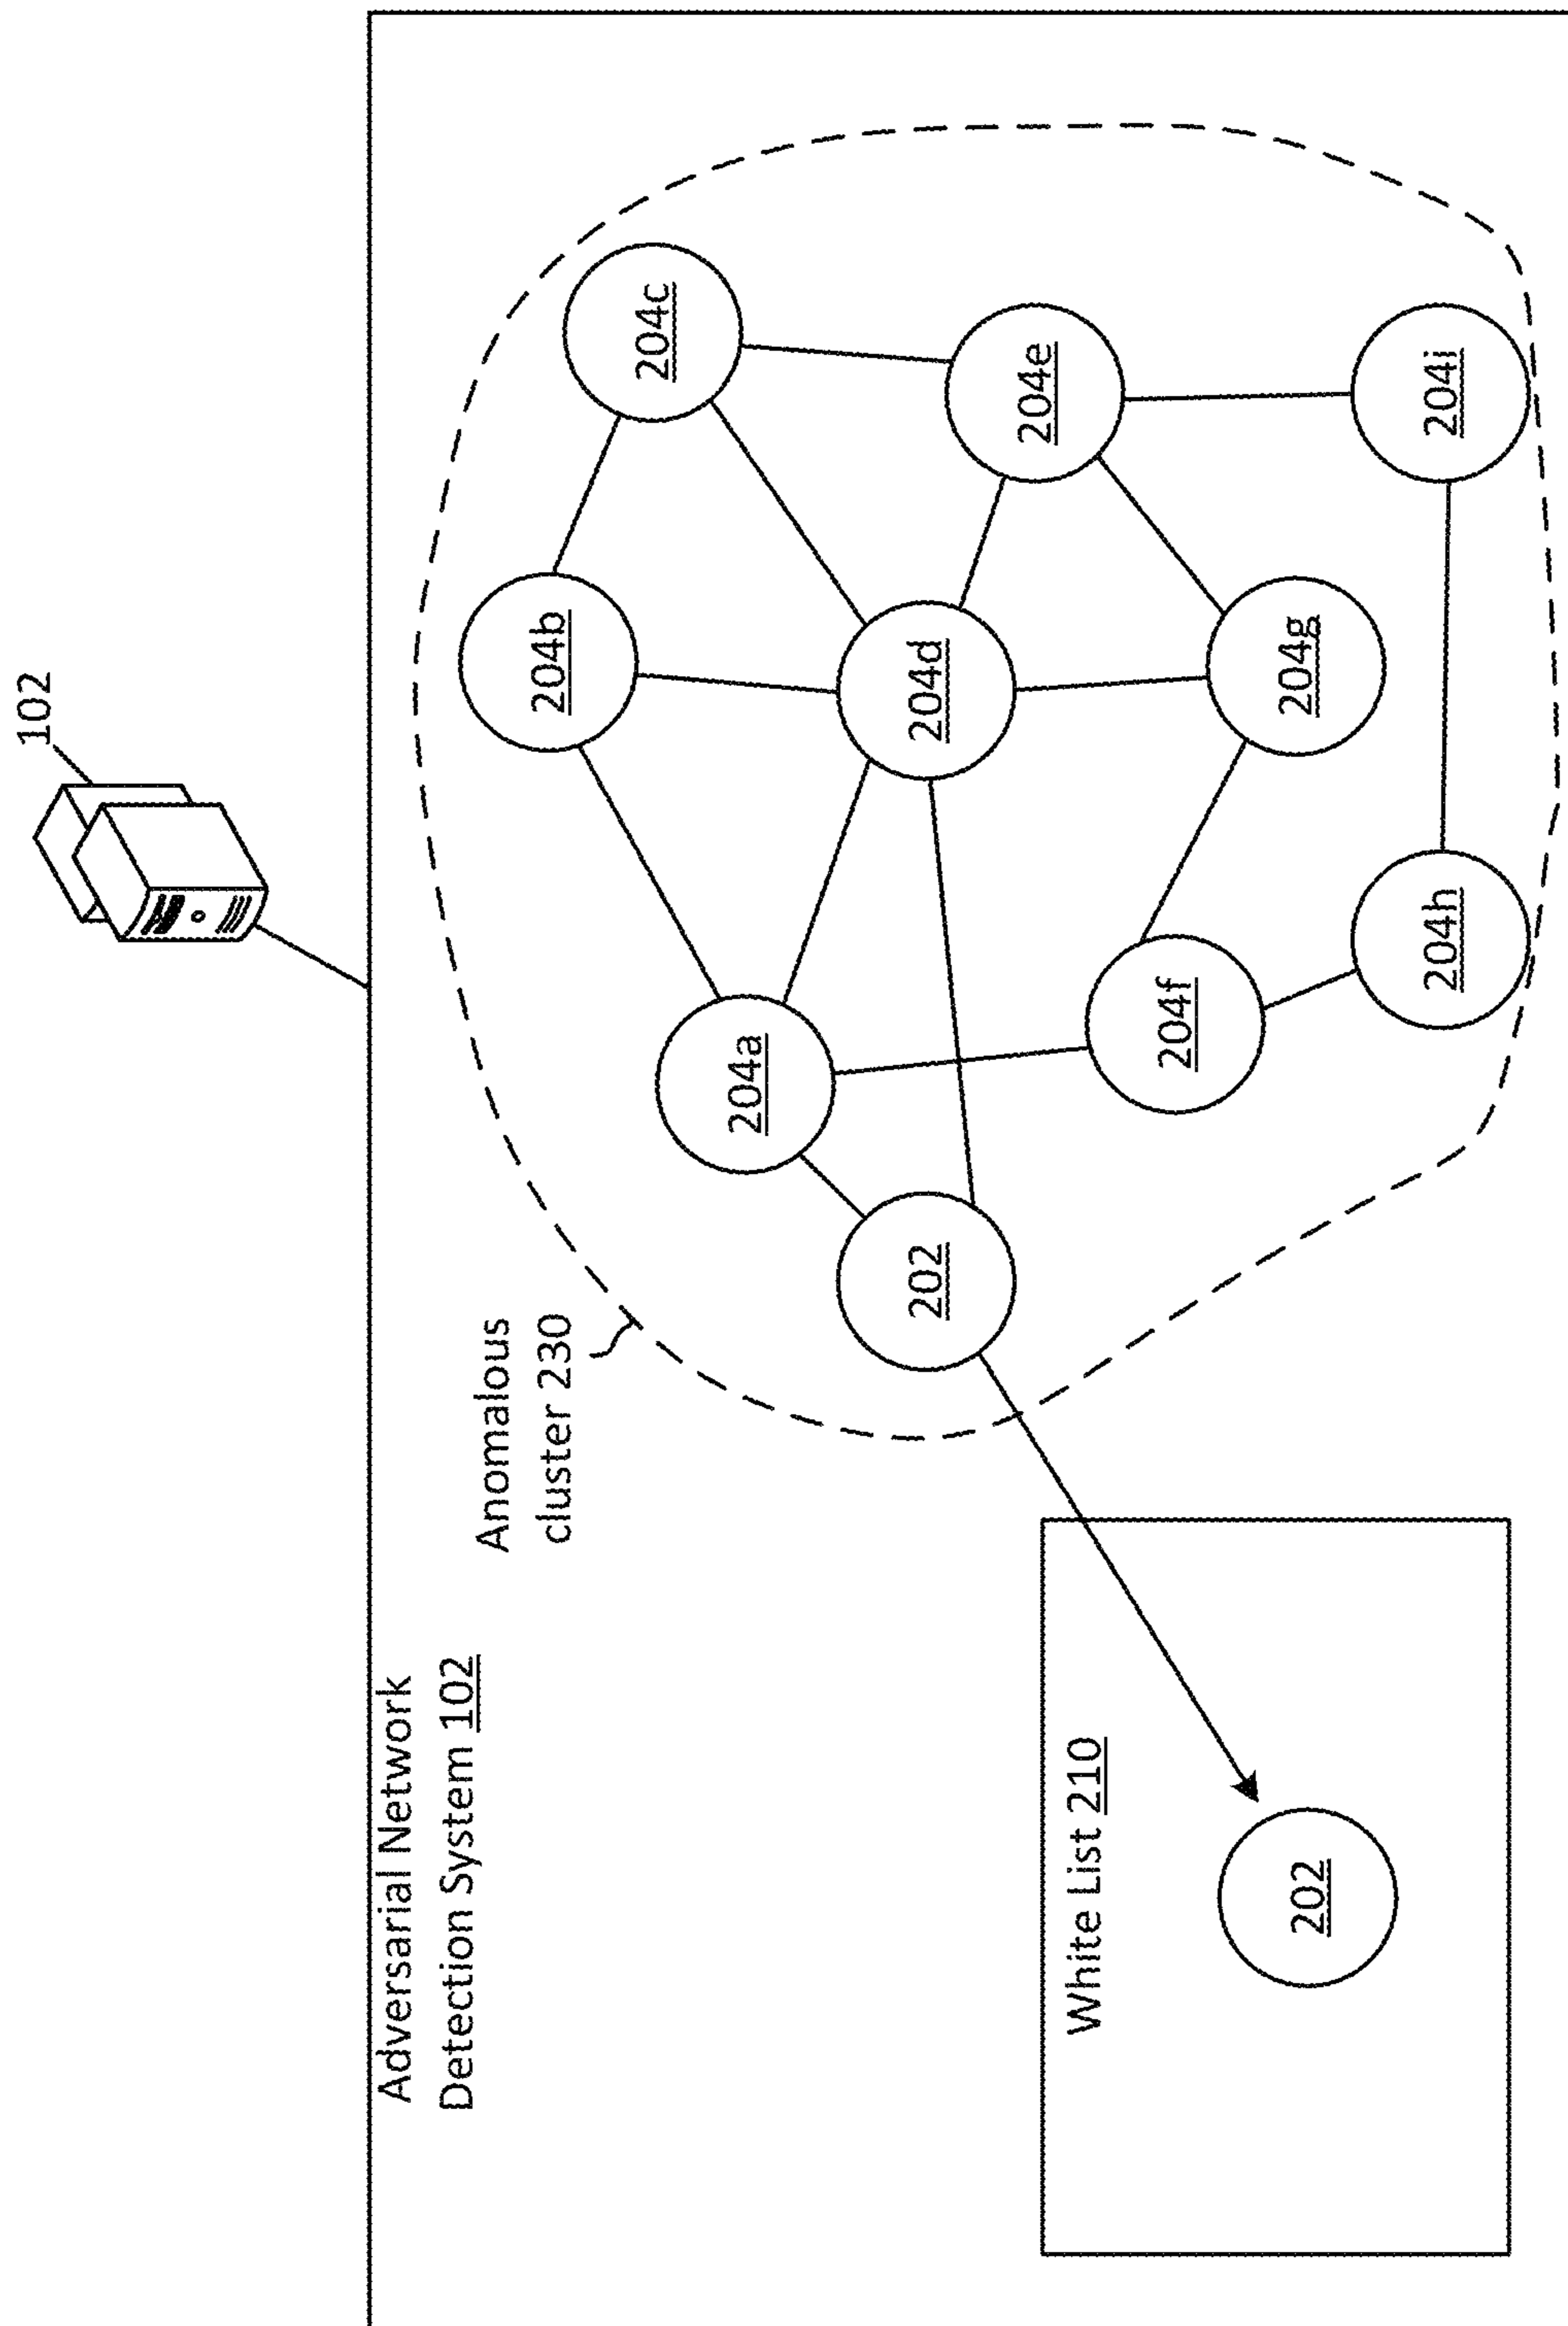 102
Adversarial Network
Detection System 102
Anomalous
cluster 230
204b
204c
204a
204d
204e
202
204f
204g
204h
204i
White List 210
202